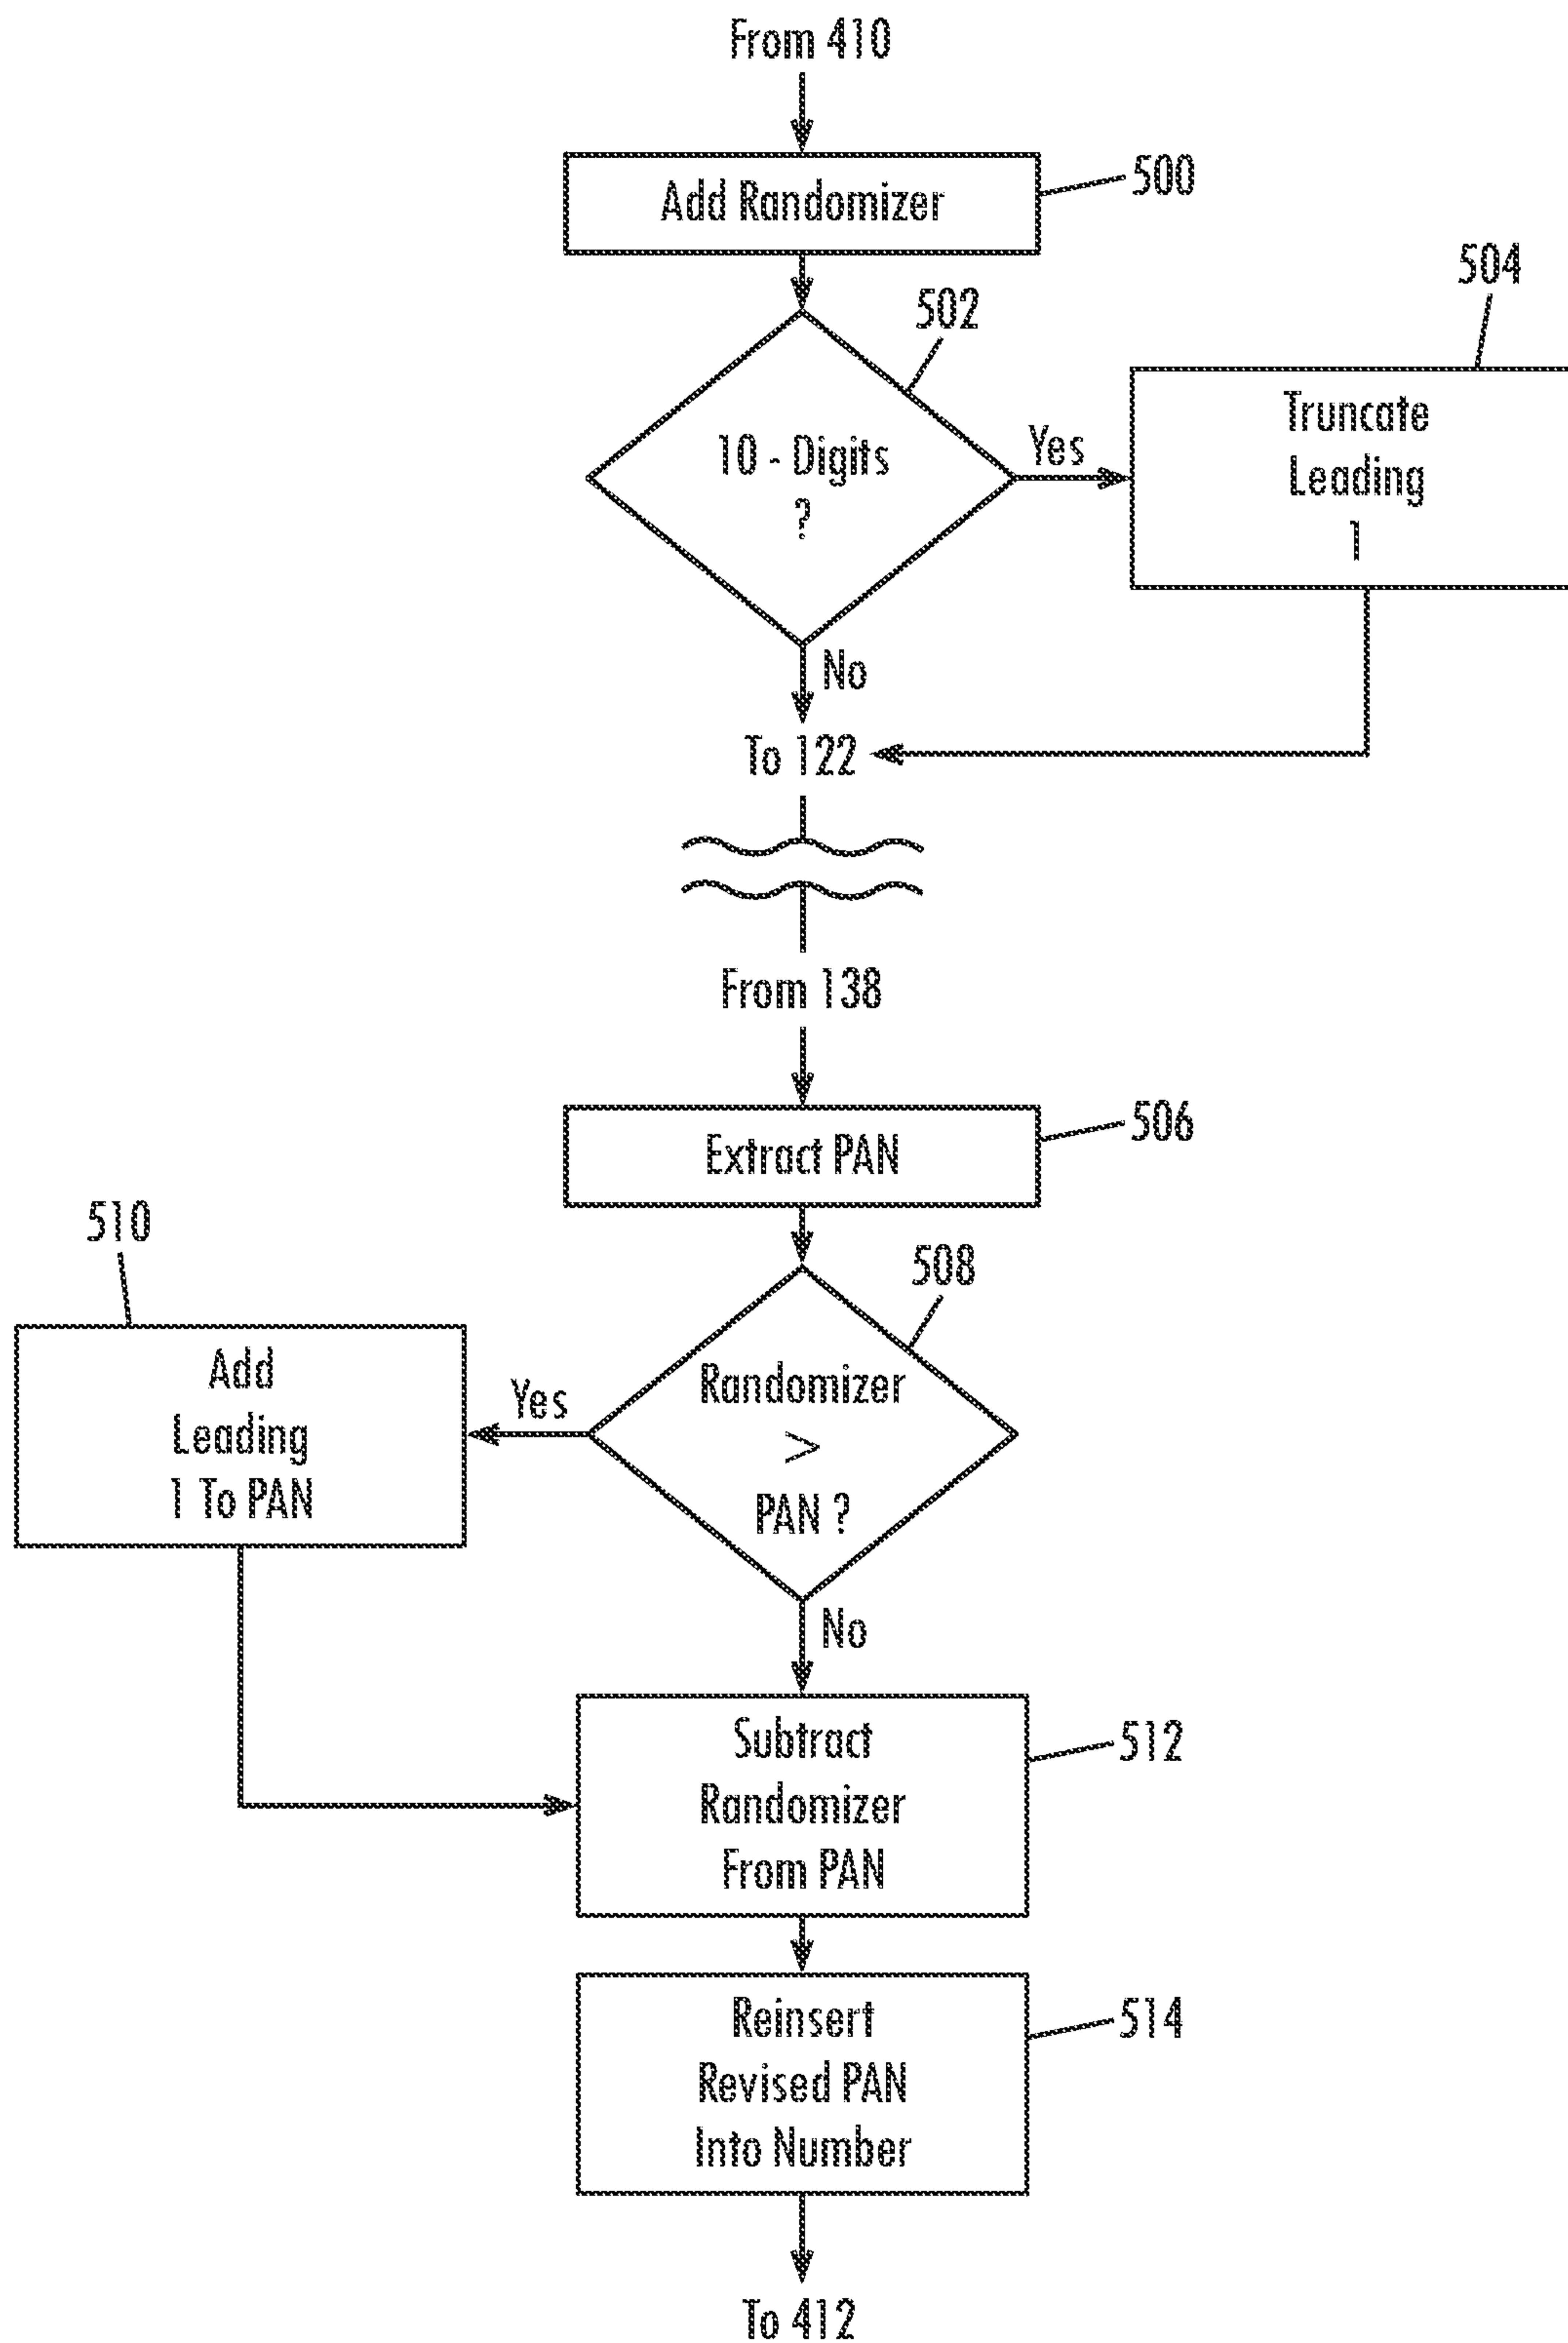 From 410
Add Randomizer
500
502
504
10 - Digits
?
Yes
Truncate
Leading
1
No
To 122
From 138
Extract PAN
506
508
510
Randomizer
>
PAN ?
Yes
Add
Leading
1 To PAN
No
Subtract
Randomizer
From PAN
512
Reinsert
Revised PAN
Into Number
514
To 412